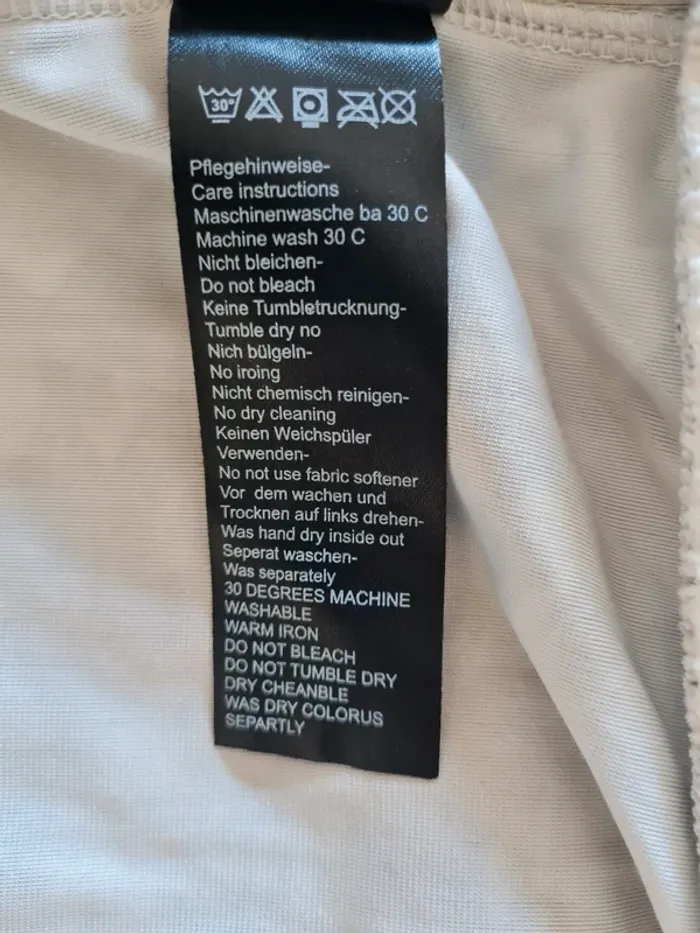 30°
Pflegehinweise-
Care instructions
Maschinenwasche ba 30 C
Machine wash 30 C
Nicht bleichen-
Do not bleach
Keine Tumbletrucknung-
Tumble dry no
Nich bülgeln-
No iroing
Nicht chemisch reinigen-
No dry cleaning
Keinen Weichspüler
Verwenden-
No not use fabric softener
Vor dem wachen und
Trocknen auf links drehen-
Was hand dry inside out
Seperat waschen-
Was separately
30 DEGREES MACHINE
WASHABLE
WARM IRON
DO NOT BLEACH
DO NOT TUMBLE DRY
DRY CHEANBLE
WAS DRY COLORUS
SEPARTLY